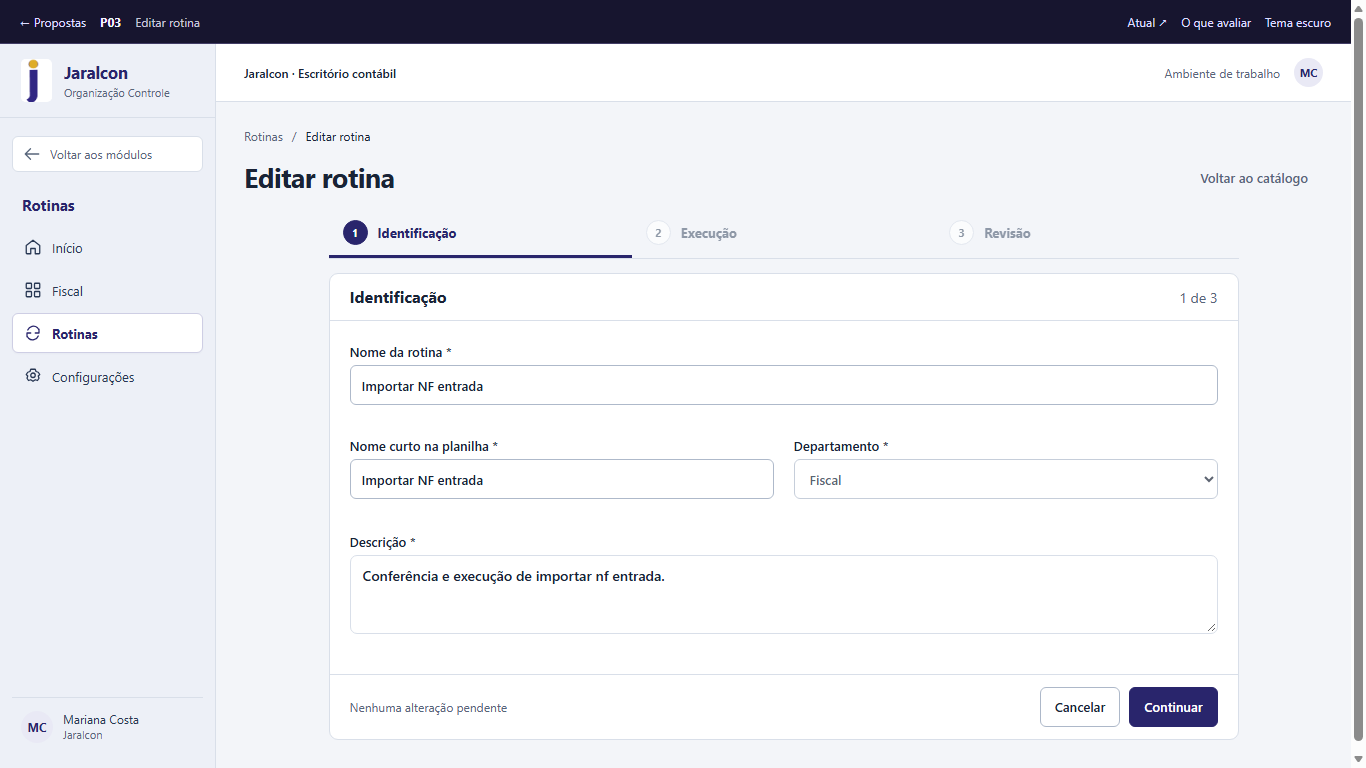 ← Propostas P03 Editar rotina Atual ↗ O que avaliar Tema escuro
Jaralcon
Organização Controle
Jaralcon · Escritório contábil Ambiente de trabalho MC
Voltar aos módulos
Rotinas
Início
Fiscal
Rotinas
Configurações
MC Mariana Costa
Jaralcon
Rotinas / Editar rotina
Editar rotina Voltar ao catálogo
1 Identificação 2 Execução 3 Revisão
Identificação 1 de 3
Nome da rotina *
Importar NF entrada
Nome curto na planilha * Departamento *
Importar NF entrada Fiscal
Descrição *
Conferência e execução de importar nf entrada.
Nenhuma alteração pendente Cancelar Continuar